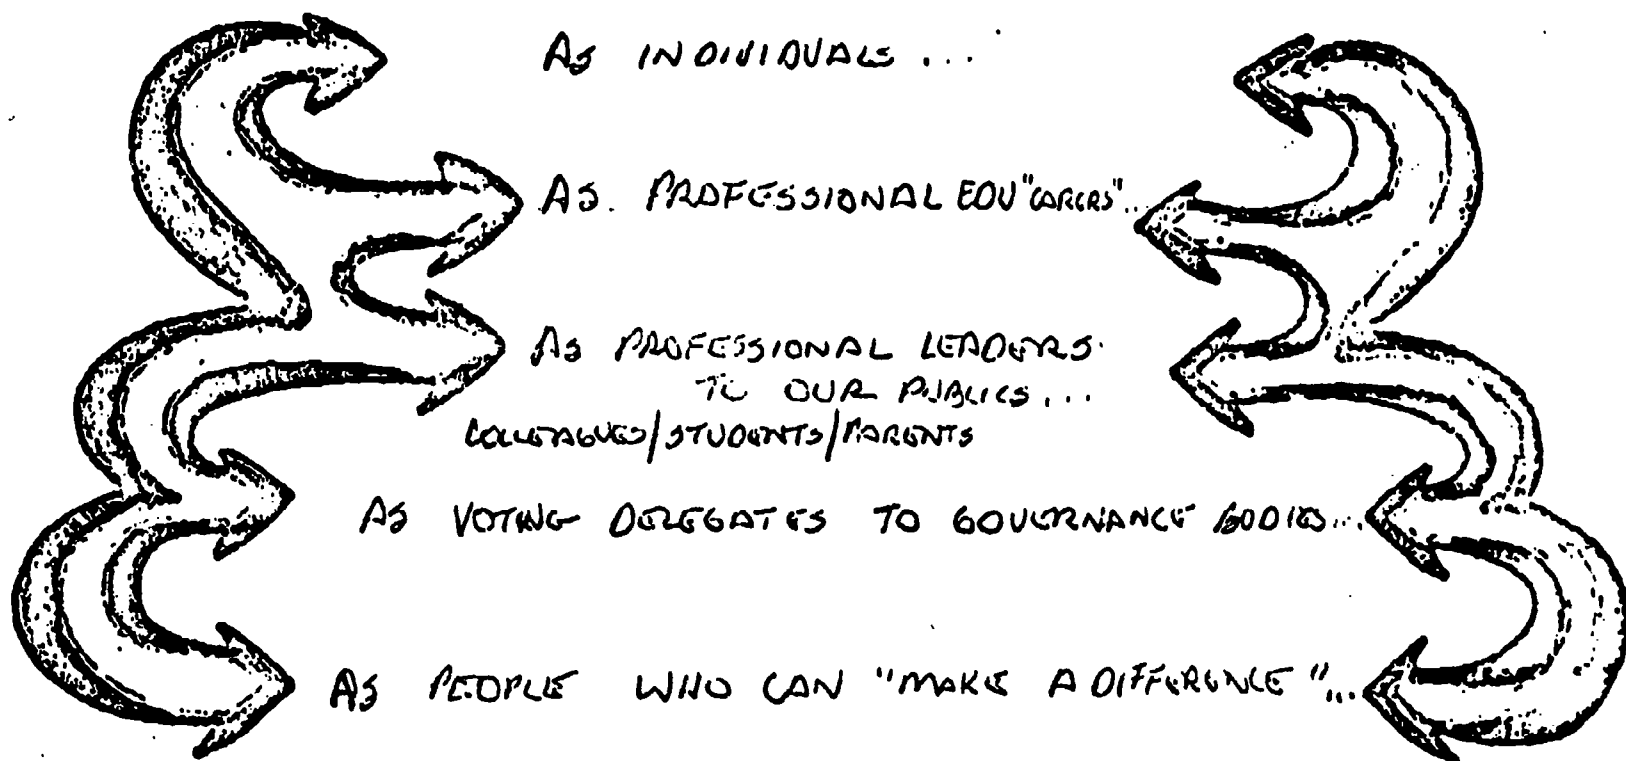 AS INDIVIDUALS ...
AS. PROFESSIONAL EDU"CARERS"..
AS PROFESSIONAL LEADERS
TO OUR PUBLICS...
COLLEAGUES/STUDENTS/PARENTS
AS VOTING DELEGATES TO GOVERNANCE BODIES...
AS PEOPLE WHO CAN "MAKE A DIFFERENCE"...